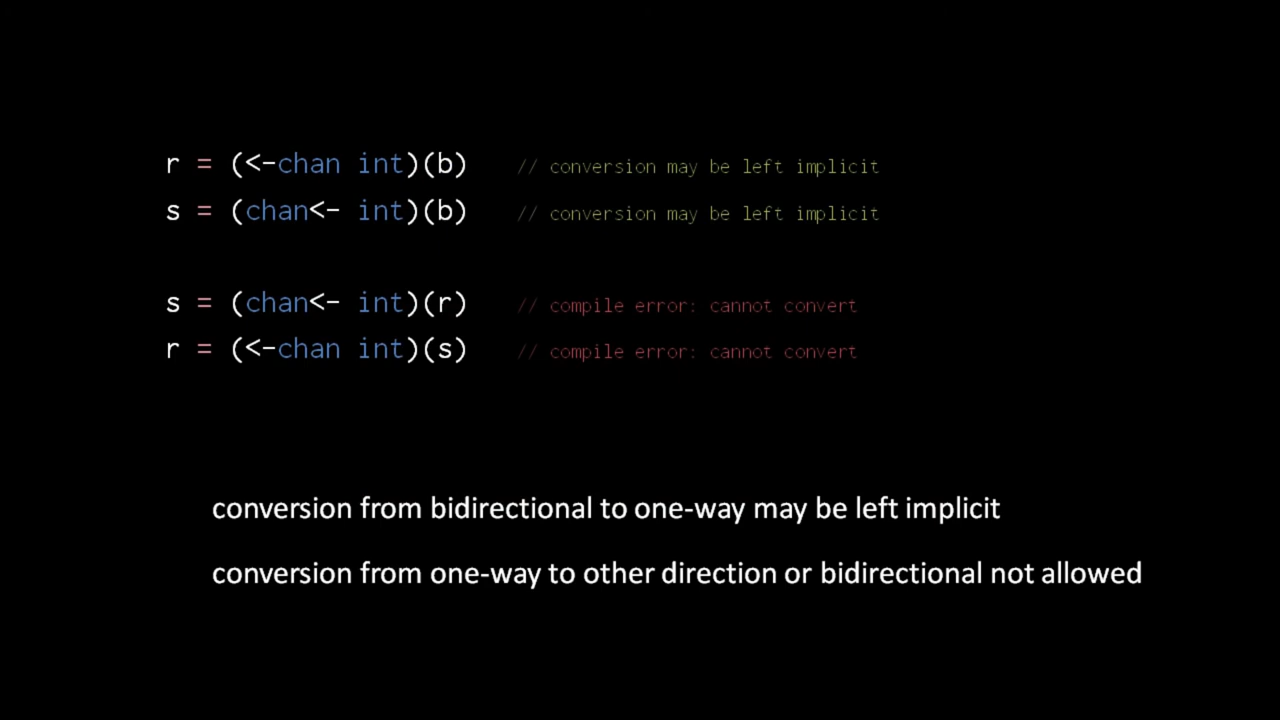 r = (<-chan int)(b) // conversion may be left implicit
s = (chan<- int)(b) // conversion may be left implicit
s = (chan<- int)(r) // compile error: cannot convert
r = (<-chan int)(s) // compile error: cannot convert
conversion from bidirectional to one-way may be left implicit
conversion from one-way to other direction or bidirectional not allowed